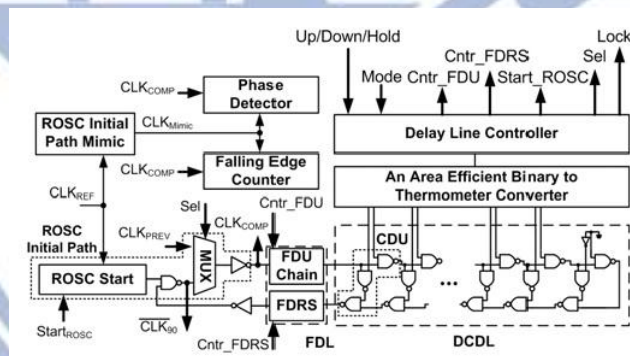 Up/Down/Hold
Lock
Cntr_FDRS
Sel
Mode
Cntr_FDU
Start_ROSC
CLKCOMP
Phase
Detector
ROSC Initial
Path Mimic
CLKMimic
Delay Line Controller
CLKCOMP
Falling Edge
Counter
An Area Efficient Binary to
Thermometer Converter
CLKREF
Sel
Cntr_FDU
CLKCOMP
ROSC
Initial Path
CLKPREV
MUX
CDU
ROSC Start
FDU
Chain
...
FDRS
StartROSC
CLK90
Cntr_FDRS
FDL
DCDL